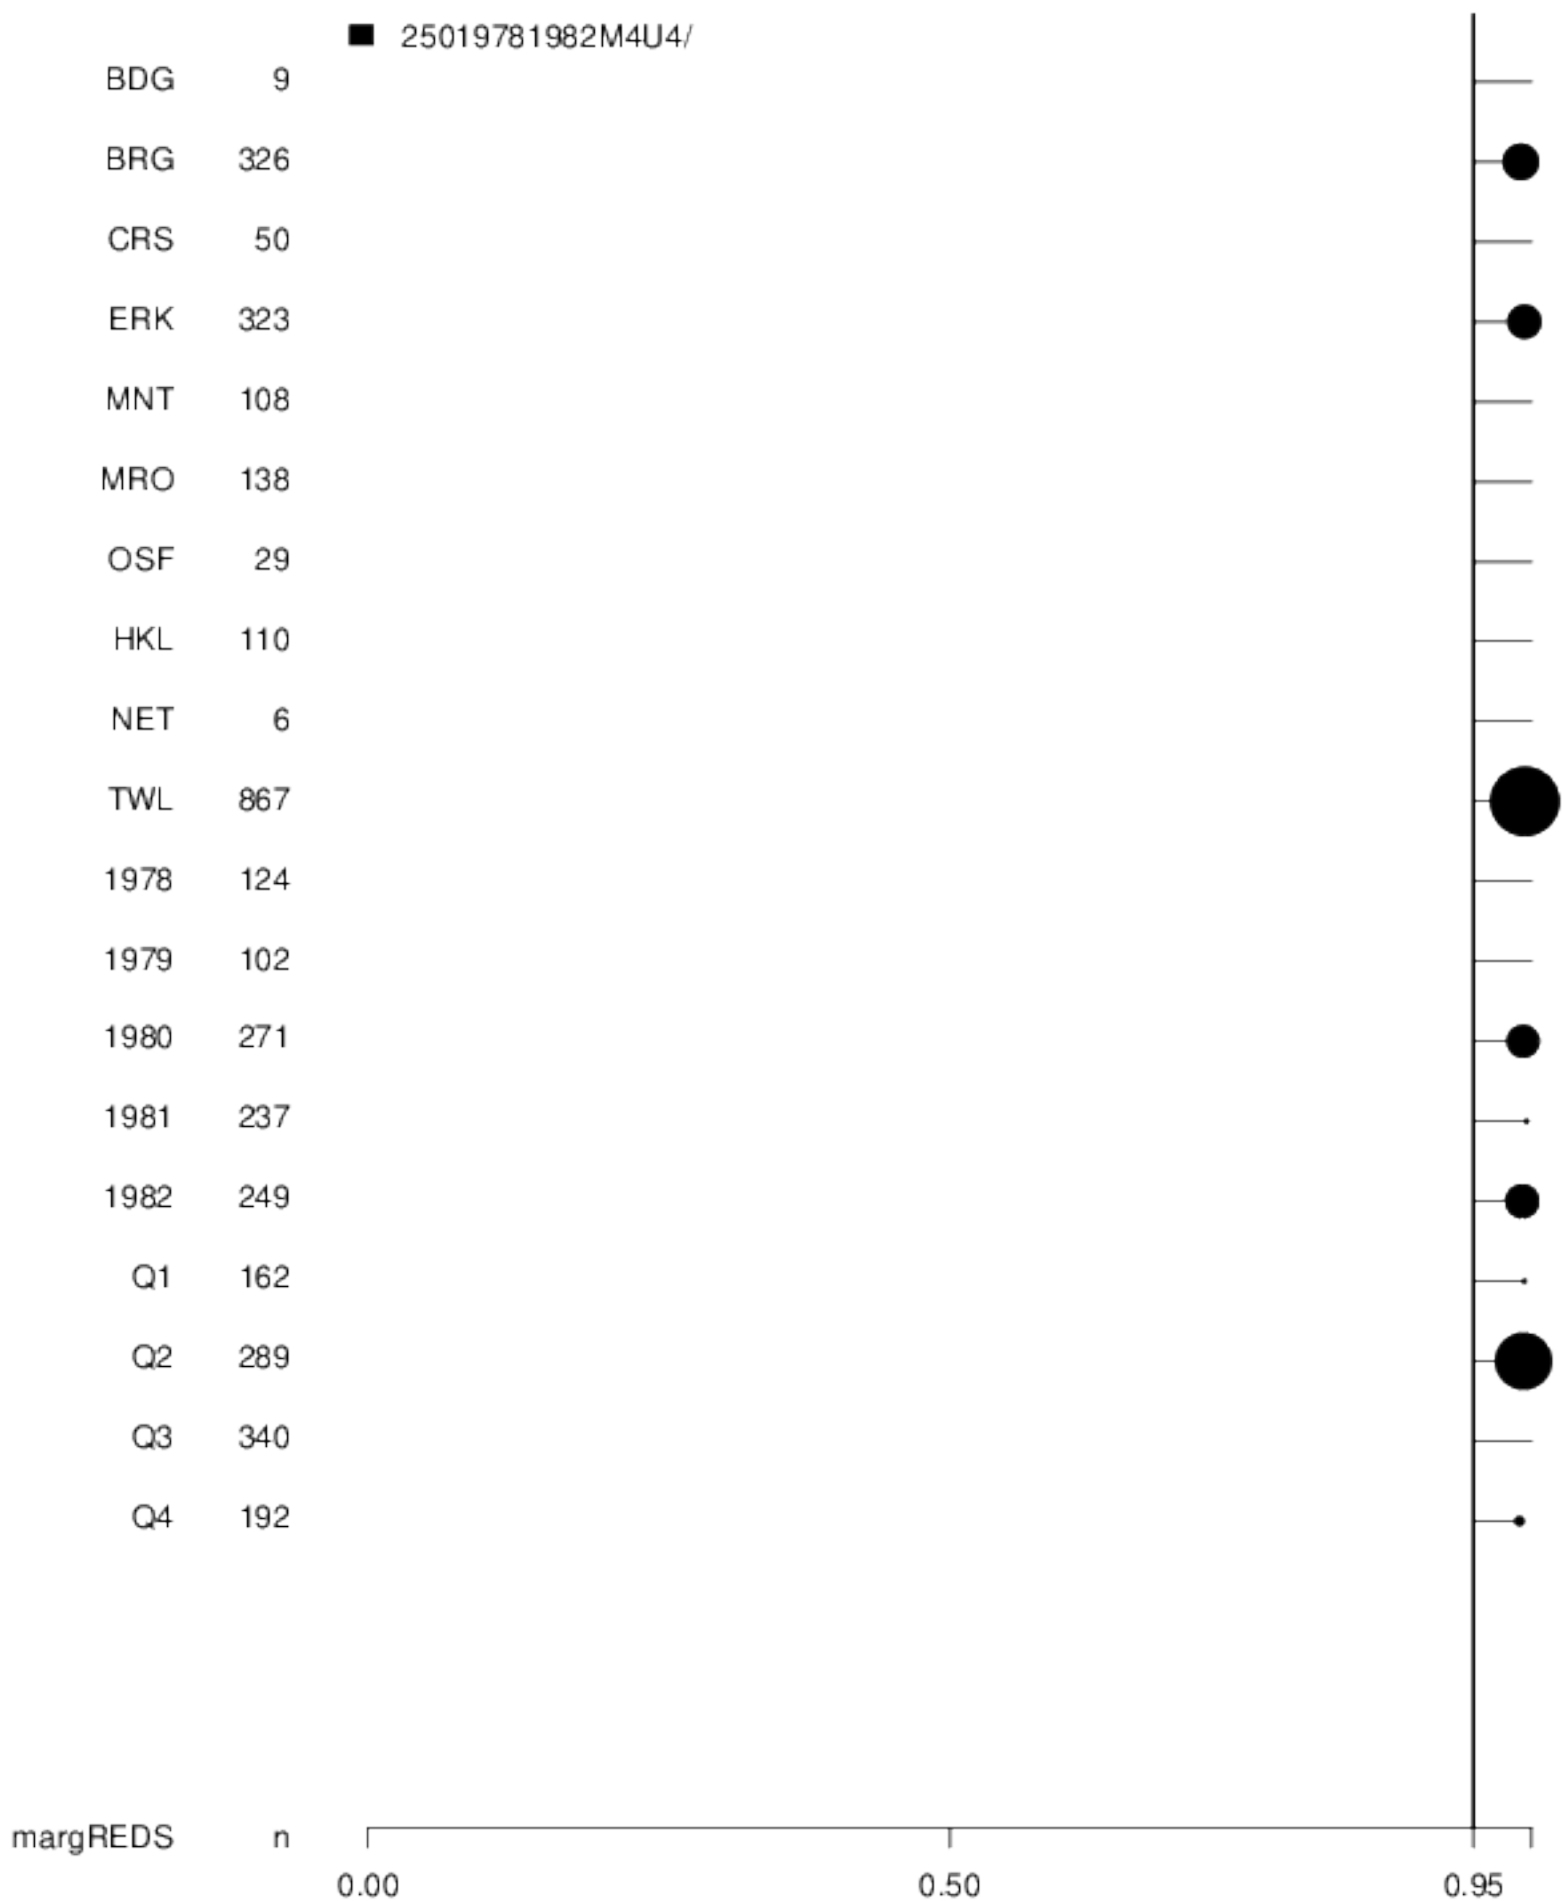 25019781982M4U4/
BDG 9
BRG 326
CRS 50
ERK 323
MNT 108
MRO 138
OSF 29
HKL 110
NET 6
TWL 867
1978 124
1979 102
1980 271
1981 237
1982 249
Q1 162
Q2 289
Q3 340
Q4 192
margREDS n
0.00 0.50 0.95